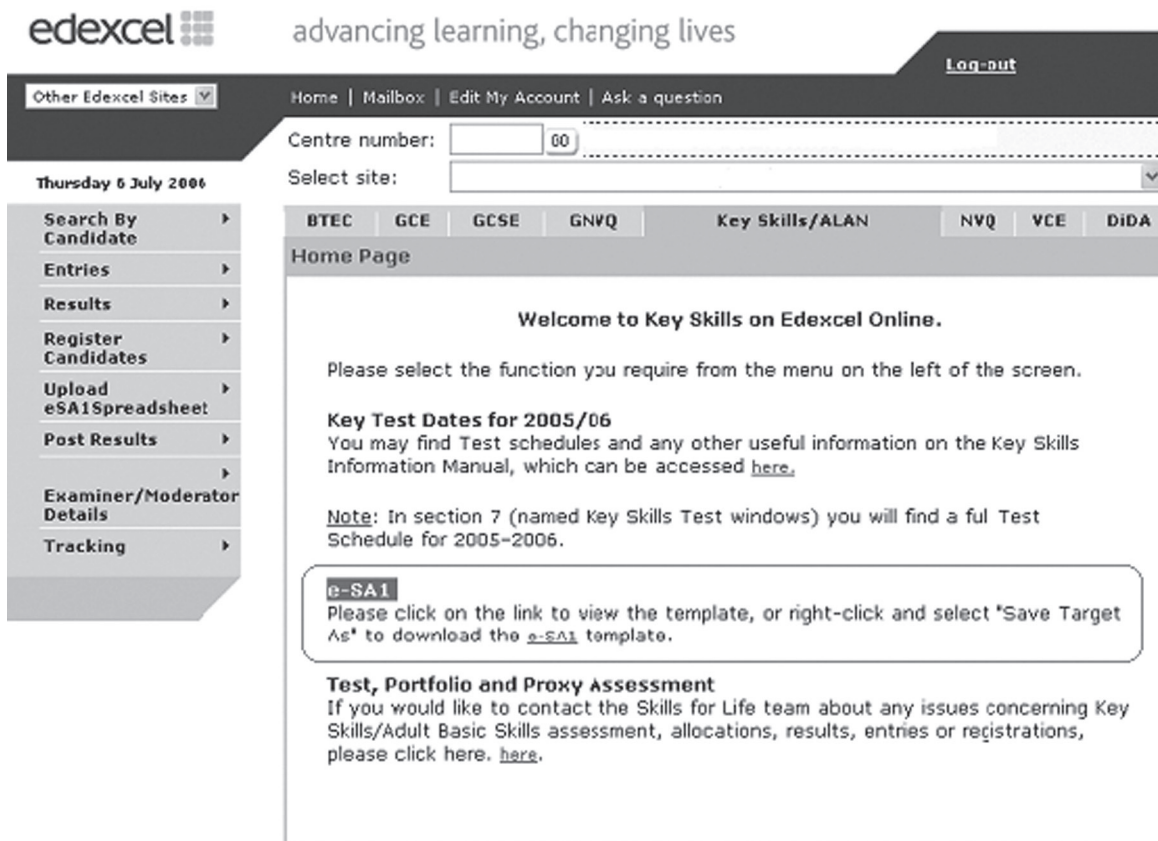 edexcel
advancing learning, changing lives
Log-out
Other Edexcel Sites
Home | Mailbox | Edit My Account | Ask a question
Centre number:
GO
Thursday 6 July 2006
Select site:
BTEC GCE GCSE GNVQ Key Skills/ALAN NVQ VCE DiDA
Home Page
Search By
Candidate
Entries
Results
Register
Candidates
Upload
eSA1Spreadsheet
Post Results
Examiner/Moderator
Details
Tracking
Welcome to Key Skills on Edexcel Online.
Please select the function you require from the menu on the left of the screen.
Key Test Dates for 2005/06
You may find Test schedules and any other useful information on the Key Skills
Information Manual, which can be accessed here.
Note: In section 7 (named Key Skills Test windows) you will find a ful Test
Schedule for 2005-2006.
e-SA1
Please click on the link to view the template, or right-click and select "Save Target
As" to download the e-SA1 template.
Test, Portfolio and Proxy Assessment
If you would like to contact the Skills for Life team about any issues concerning Key
Skills/Adult Basic Skills assessment, allocations, results, entries or registrations,
please click here. here.